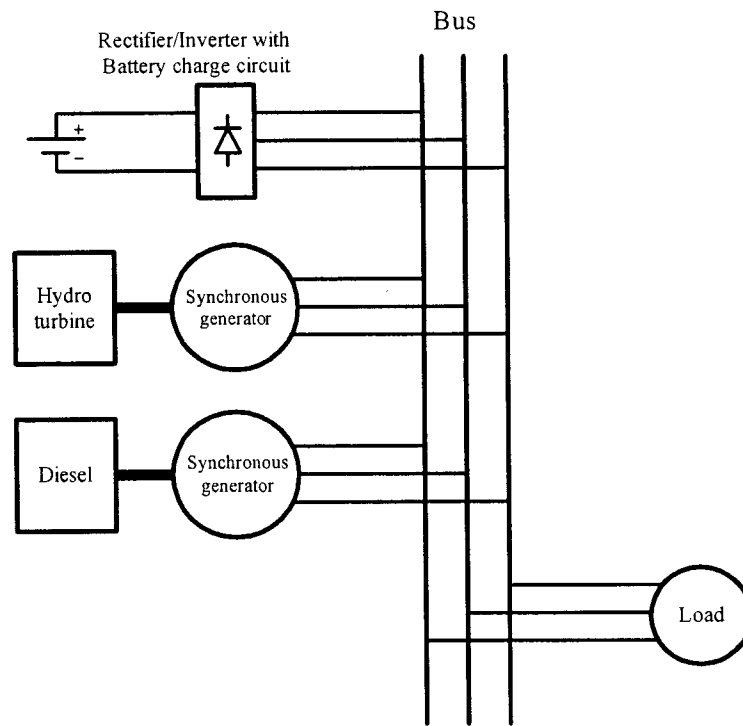 Bus
Rectifier/Inverter with
Battery charge circuit
+
−
Hydro
turbine
Synchronous
generator
Diesel
Synchronous
generator
Load